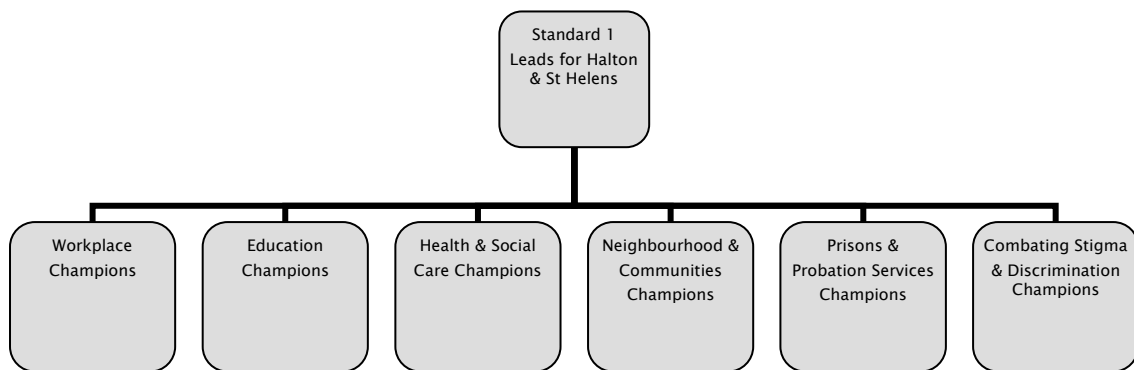 Standard 1
Leads for Halton
& St Helens
Workplace
Champions
Education
Champions
Health & Social
Care Champions
Neighbourhood &
Communities
Champions
Prisons &
Probation Services
Champions
Combating Stigma
& Discrimination
Champions